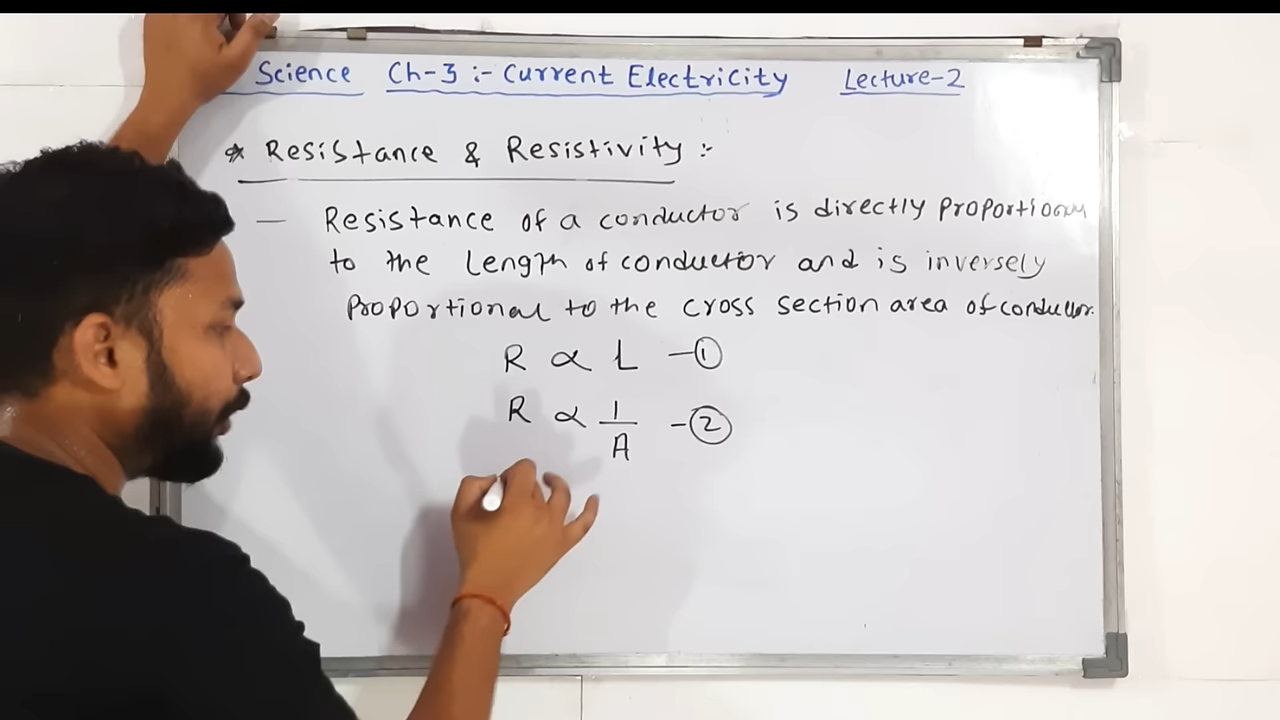 Science Ch-3 :- Current Electricity Lecture-2
* Resistance & Resistivity :-
— Resistance of a conductor is directly proportional
to the Length of conductor and is inversely
proportional to the cross section area of conductor.
R ∝ L —①
R ∝ 1/A -②